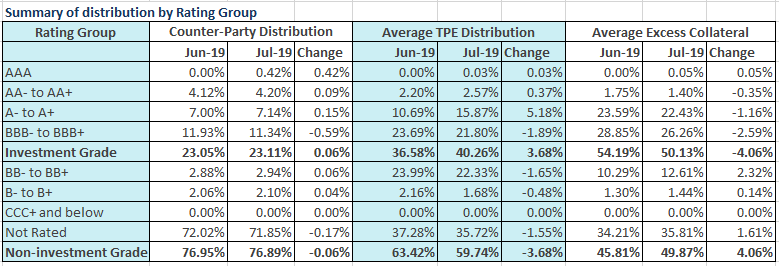 Summary of distribution by Rating Group
Rating Group Counter-Party Distribution Average TPE Distribution Average Excess Collateral
Jun-19 Jul-19 Change Jun-19 Jul-19 Change Jun-19 Jul-19 Change
AAA 0.00% 0.42% 0.42% 0.00% 0.03% 0.03% 0.00% 0.05% 0.05%
AA- to AA+ 4.12% 4.20% 0.09% 2.20% 2.57% 0.37% 1.75% 1.40% -0.35%
A- to A+ 7.00% 7.14% 0.15% 10.69% 15.87% 5.18% 23.59% 22.43% -1.16%
BBB- to BBB+ 11.93% 11.34% -0.59% 23.69% 21.80% -1.89% 28.85% 26.26% -2.59%
Investment Grade 23.05% 23.11% 0.06% 36.58% 40.26% 3.68% 54.19% 50.13% -4.06%
BB- to BB+ 2.88% 2.94% 0.06% 23.99% 22.33% -1.65% 10.29% 12.61% 2.32%
B- to B+ 2.06% 2.10% 0.04% 2.16% 1.68% -0.48% 1.30% 1.44% 0.14%
CCC+ and below 0.00% 0.00% 0.00% 0.00% 0.00% 0.00% 0.00% 0.00% 0.00%
Not Rated 72.02% 71.85% -0.17% 37.28% 35.72% -1.55% 34.21% 35.81% 1.61%
Non-investment Grade 76.95% 76.89% -0.06% 63.42% 59.74% -3.68% 45.81% 49.87% 4.06%